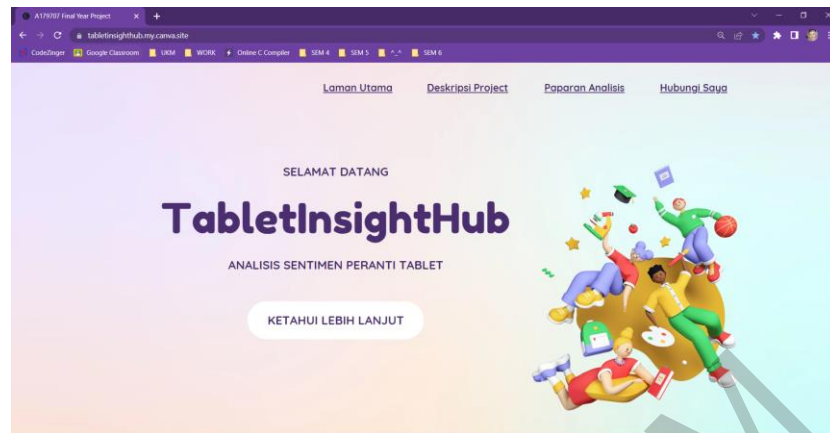 A179707 Final Year Project
tabletinsighthub.my.canva.site
CodeZinger Google Classroom UKM WORK Online C Compiler SEM 4 SEM 5 ^_^ SEM 6
Laman Utama Deskripsi Project Paparan Analisis Hubungi Saya
SELAMAT DATANG
TabletInsightHub
ANALISIS SENTIMEN PERANTI TABLET
KETAHUI LEBIH LANJUT